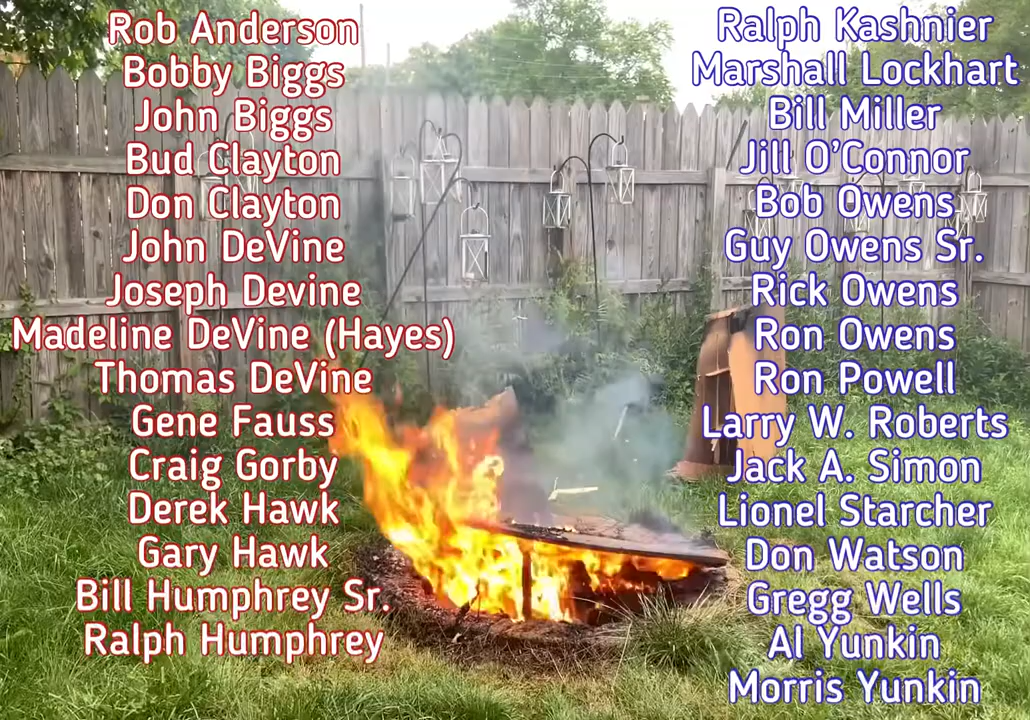 Rob Anderson
Bobby Biggs
John Biggs
Bud Clayton
Don Clayton
John DeVine
Joseph Devine
Madeline DeVine (Hayes)
Thomas DeVine
Gene Fauss
Craig Gorby
Derek Hawk
Gary Hawk
Bill Humphrey Sr.
Ralph Humphrey
Ralph Kashnier
Marshall Lockhart
Bill Miller
Jill O'Connor
Bob Owens
Guy Owens Sr.
Rick Owens
Ron Owens
Ron Powell
Larry W. Roberts
Jack A. Simon
Lionel Starcher
Don Watson
Gregg Wells
Al Yunkin
Morris Yunkin